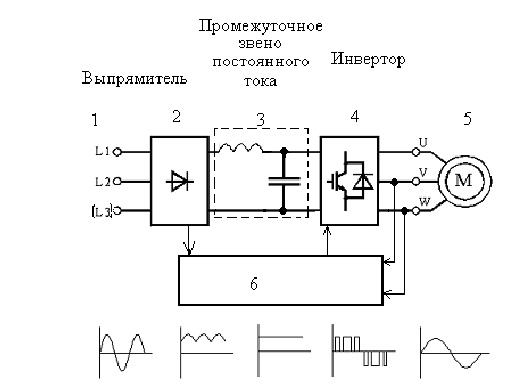 Промежуточное
звено
постоянного
тока
Выпрямитель
Инвертор
1
2
3
4
5
L1
L2
(L3)
U
V
W
M
6